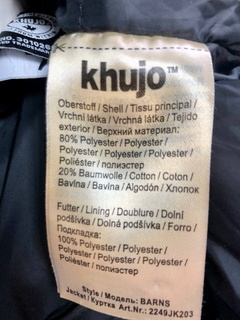 NO. 301026
khujo™
Oberstoff / Shell / Tissu principal /
Vrchní látka / Vrchná látka / Tejido
exterior / Верхний материал:
80% Polyester / Polyester /
Polyester / Polyester / Polyester /
Poliéster / полиэстер
20% Baumwolle / Cotton / Coton /
Bavlna / Bavlna / Algodón / Хлопок
Futter / Lining / Doublure / Dolní
podšívka / Dolná podšívka / Forro /
Подкладка:
100% Polyester / Polyester /
Polyester / Polyester / Polyester /
Poliéster / полиэстер
Style / Модель: BARNS
Jacket / Куртка Art.Nr.: 2249JK203